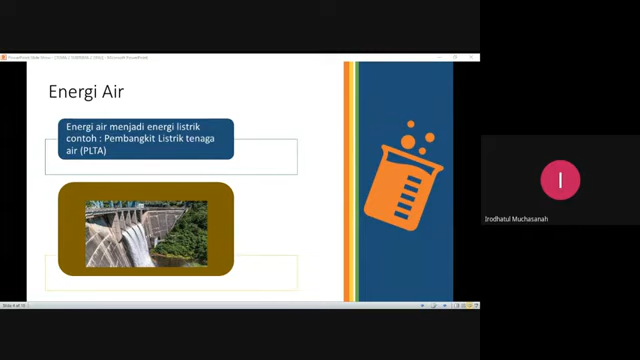 Energi Air
Energi air menjadi energi listrik
contoh : Pembangkit Listrik tenaga
air (PLTA)
I
Irodhatul Muchasanah